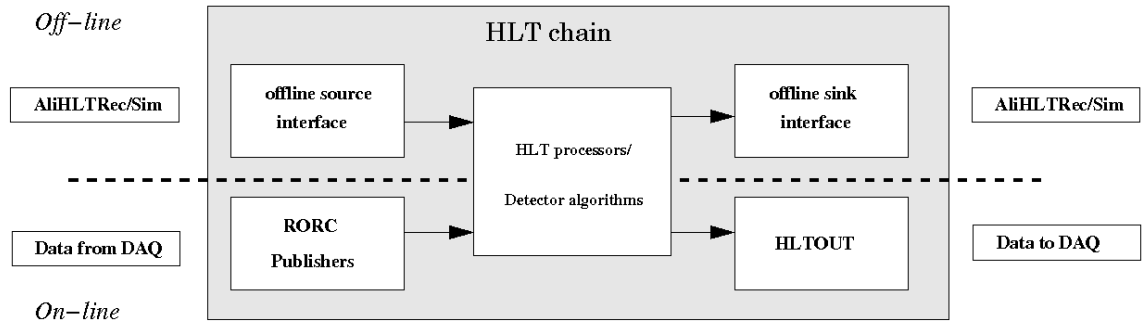 Off-line
HLT chain
AliHLTRec/Sim
offline source
interface
HLT processors/
Detector algorithms
offline sink
interface
AliHLTRec/Sim
Data from DAQ
RORC
Publishers
HLTOUT
Data to DAQ
On-line